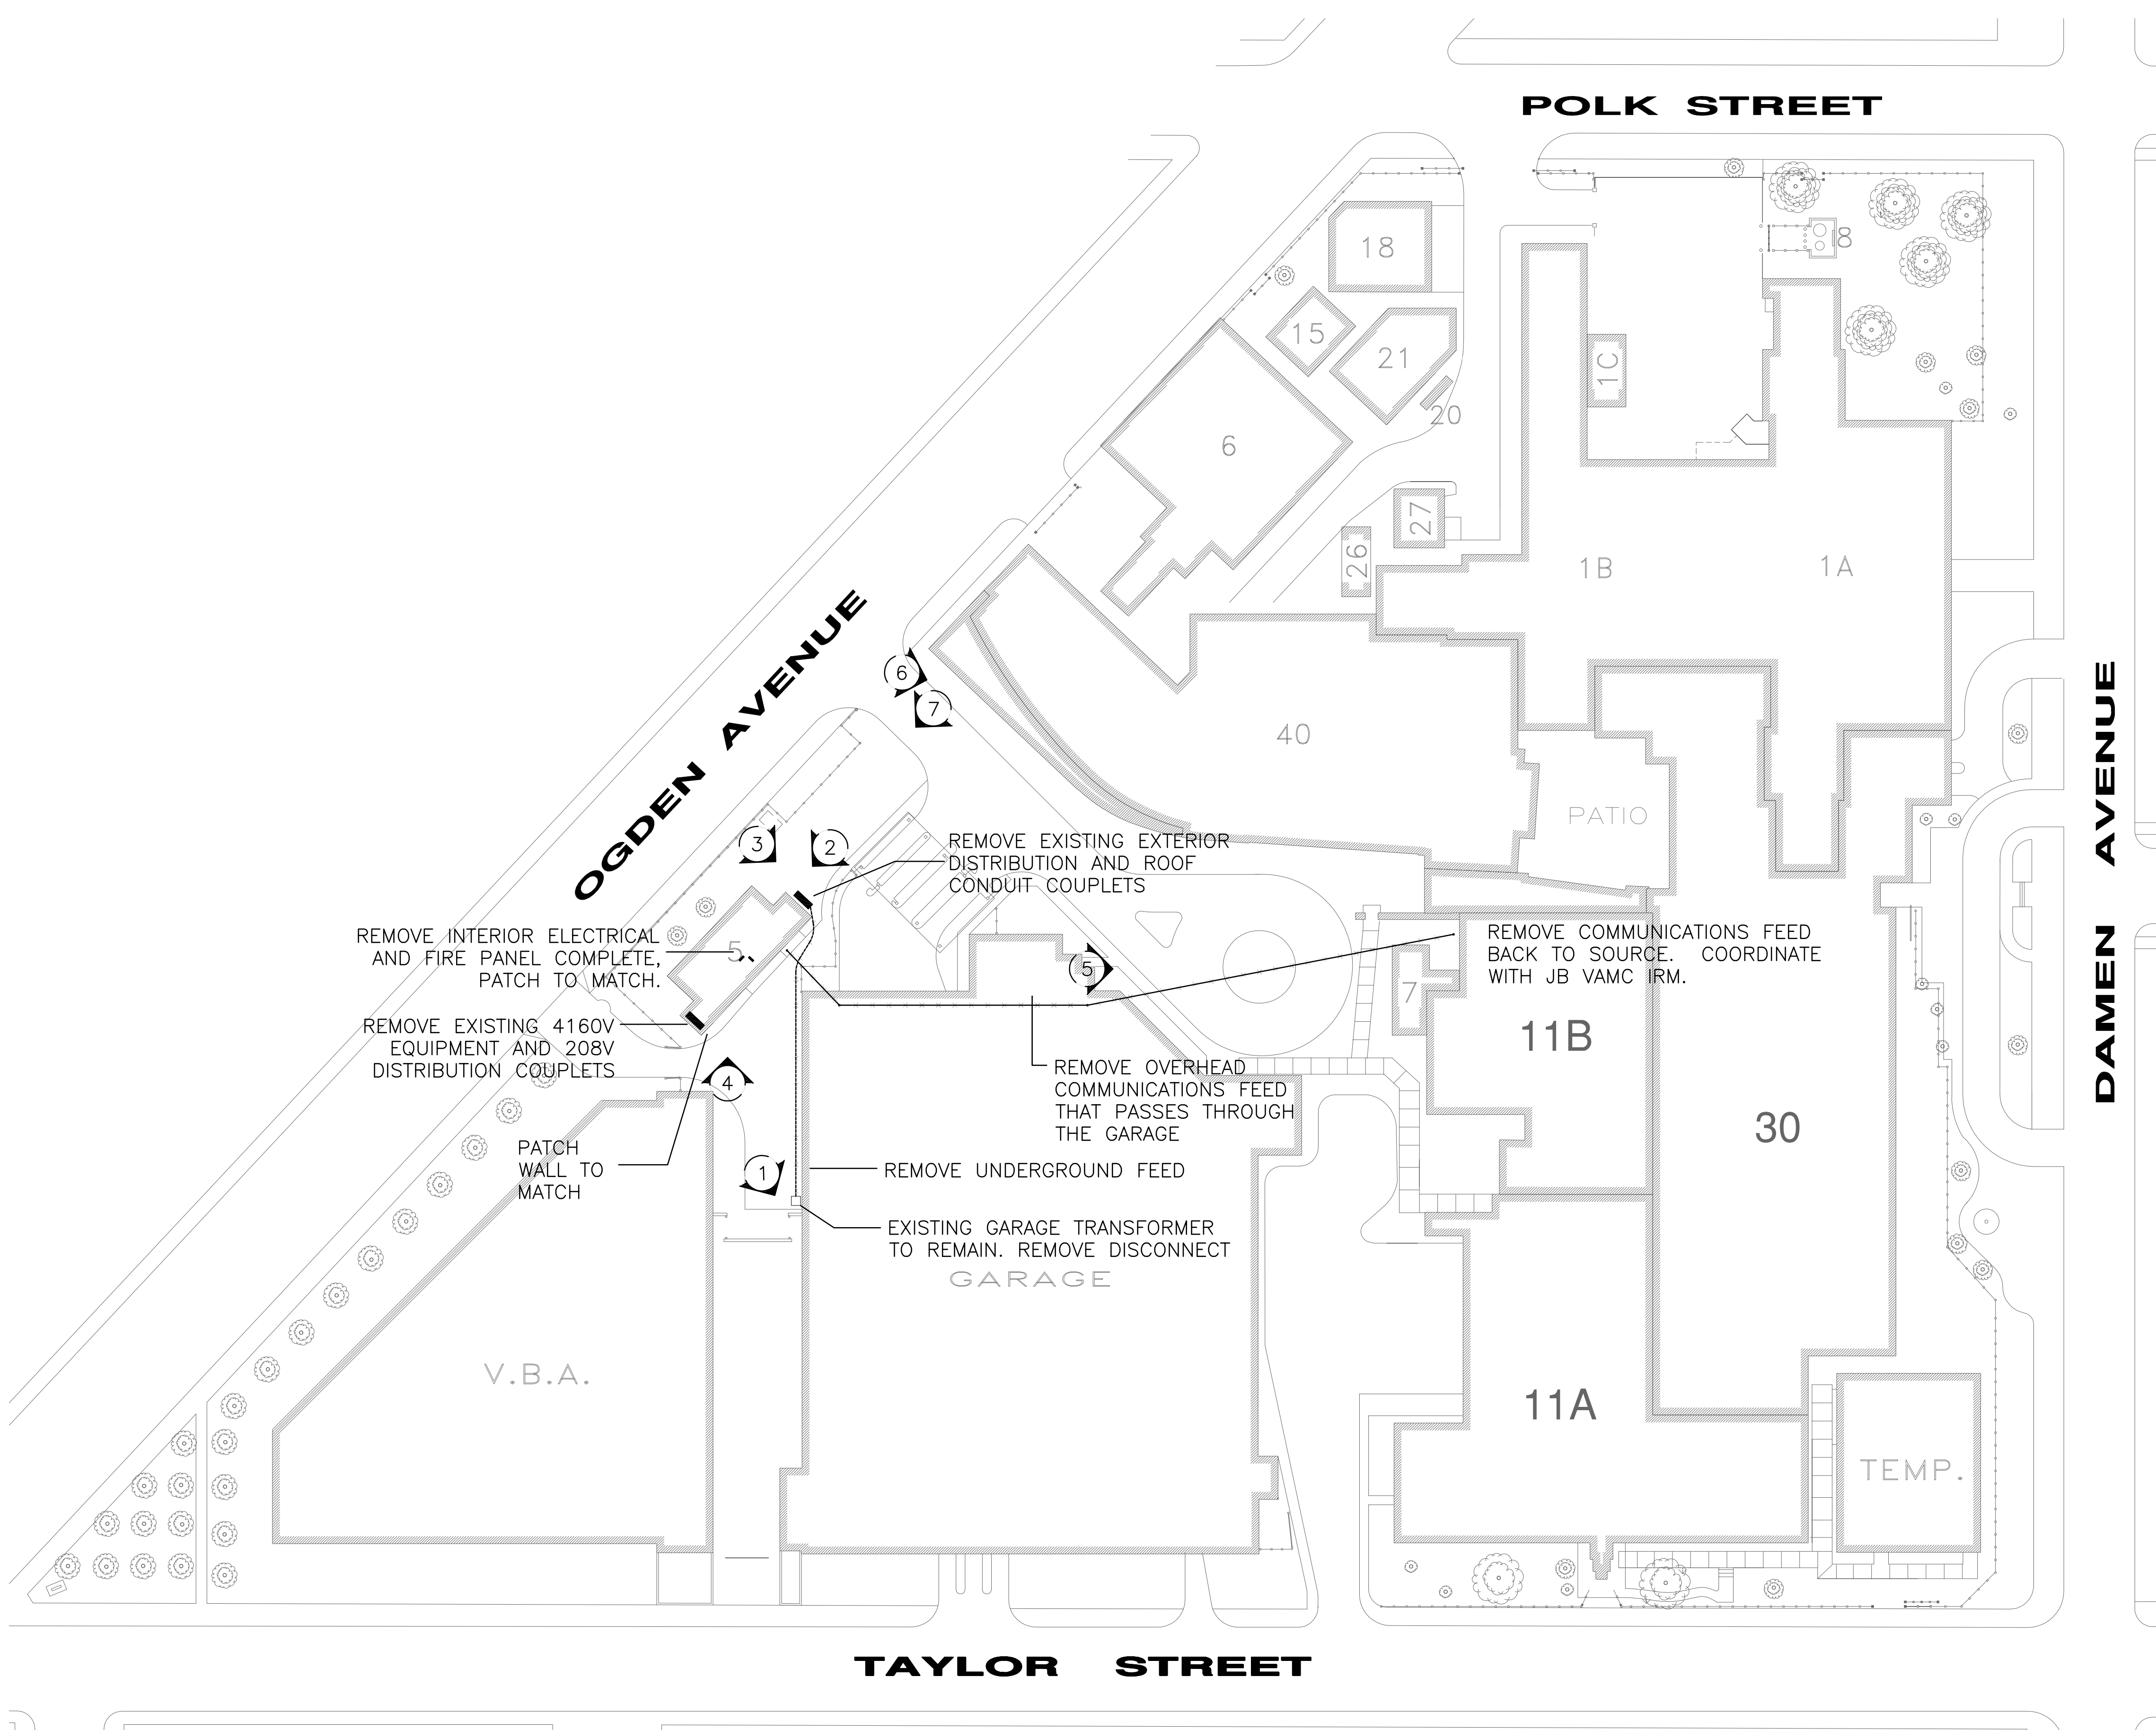 POLK STREET
18
8
15
21
1C
20
6
27
26
1B
1A
OGDEN AVENUE
DAMEN AVENUE
6
7
40
PATIO
3
2
REMOVE EXISTING EXTERIOR
DISTRIBUTION AND ROOF
CONDUIT COUPLETS
REMOVE INTERIOR ELECTRICAL
AND FIRE PANEL COMPLETE,
PATCH TO MATCH.
5
5
REMOVE COMMUNICATIONS FEED
BACK TO SOURCE. COORDINATE
WITH JB VAMC IRM.
7
11B
REMOVE EXISTING 4160V
EQUIPMENT AND 208V
DISTRIBUTION COUPLETS
4
REMOVE OVERHEAD
COMMUNICATIONS FEED
THAT PASSES THROUGH
THE GARAGE
30
PATCH
WALL TO
MATCH
1
REMOVE UNDERGROUND FEED
EXISTING GARAGE TRANSFORMER
TO REMAIN. REMOVE DISCONNECT
GARAGE
V.B.A.
11A
TEMP.
TAYLOR STREET